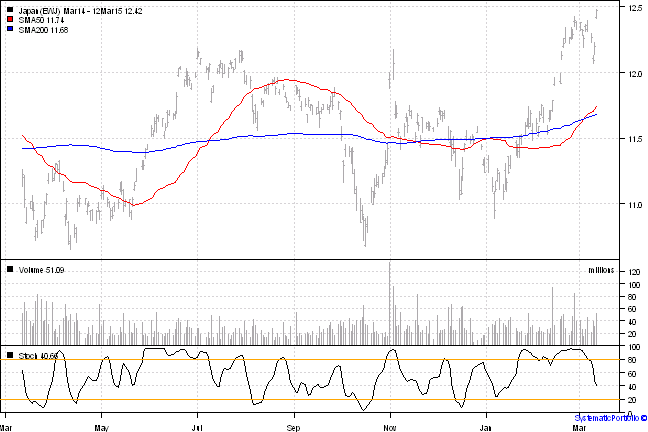 Japan (EWJ) Mar14 - 12Mar15 12.42
SMA50 11.74
SMA200 11.68
12.5
12.0
11.5
11.0
Volume 51.09
millions
120
100
80
60
40
20
Stoch 40.66
100
80
60
40
20
0
Mar May Jul Sep Nov Jan Mar
SystematicPortfolio ©